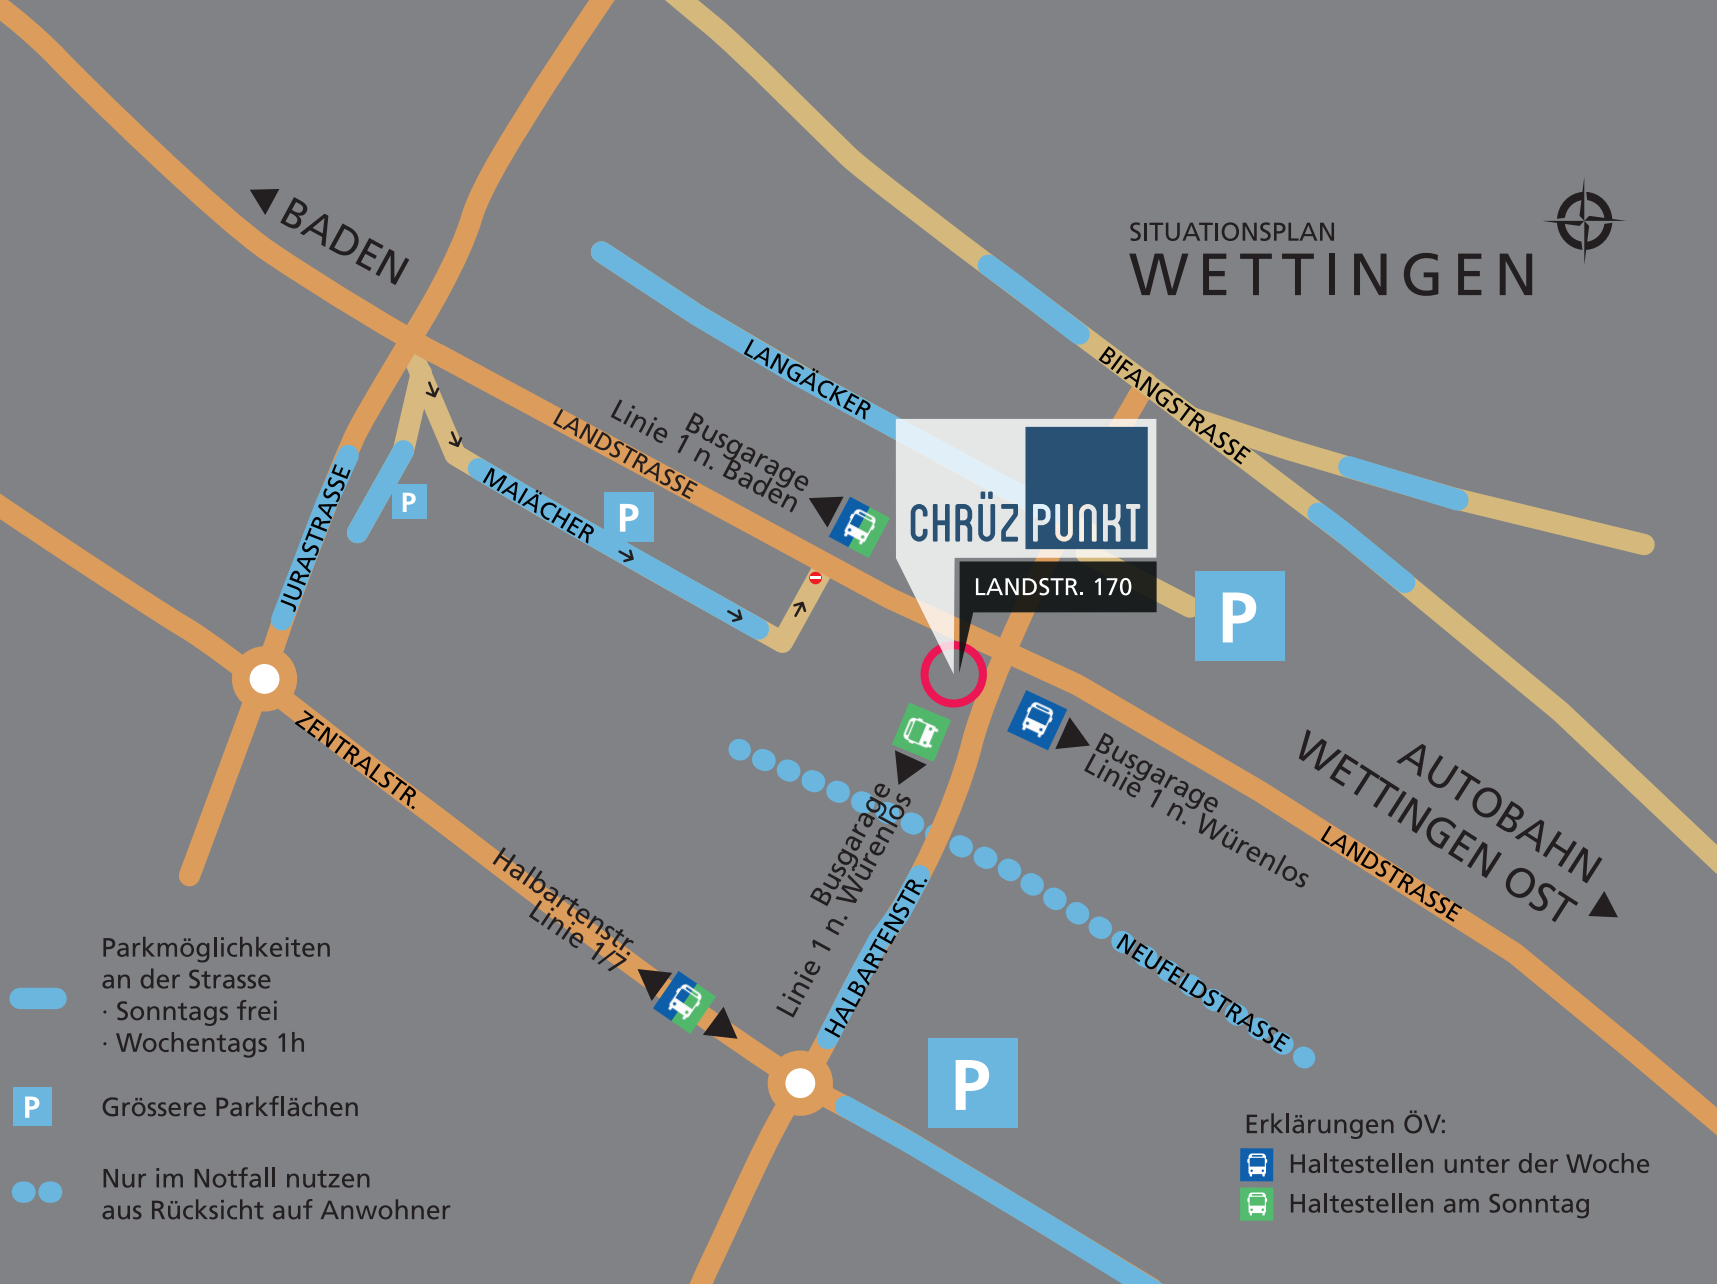 SITUATIONSPLAN
WETTINGEN
BADEN
LANGÄCKER
BIFANGSTRASSE
Busgarage
Linie 1 n. Baden
LANDSTRASSE
JURASTRASSE
P
MAIÄCHER
P
CHRÜZPUNKT
LANDSTR. 170
P
ZENTRALSTR.
Busgarage
Linie 1 n. Würenlos
Busgarage
Linie 1 n. Würenlos
AUTOBAHN
WETTINGEN OST
LANDSTRASSE
Halbartenstr.
Linie 1/7
HALBARTENSTR.
NEUFELDSTRASSE
P
Parkmöglichkeiten
an der Strasse
· Sonntags frei
· Wochentags 1h
P
Grössere Parkflächen
Nur im Notfall nutzen
aus Rücksicht auf Anwohner
Erklärungen ÖV:
Haltestellen unter der Woche
Haltestellen am Sonntag